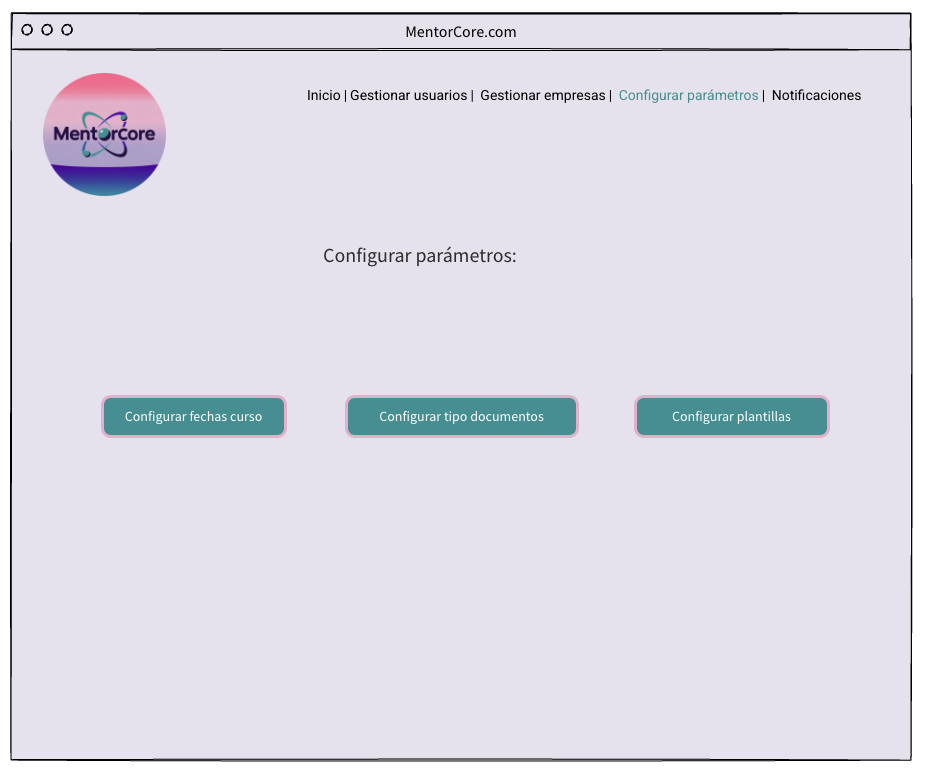 MentorCore.com
Mentorcore
Inicio | Gestionar usuarios | Gestionar empresas | Configurar parámetros | Notificaciones
Configurar parámetros:
Configurar fechas curso
Configurar tipo documentos
Configurar plantillas